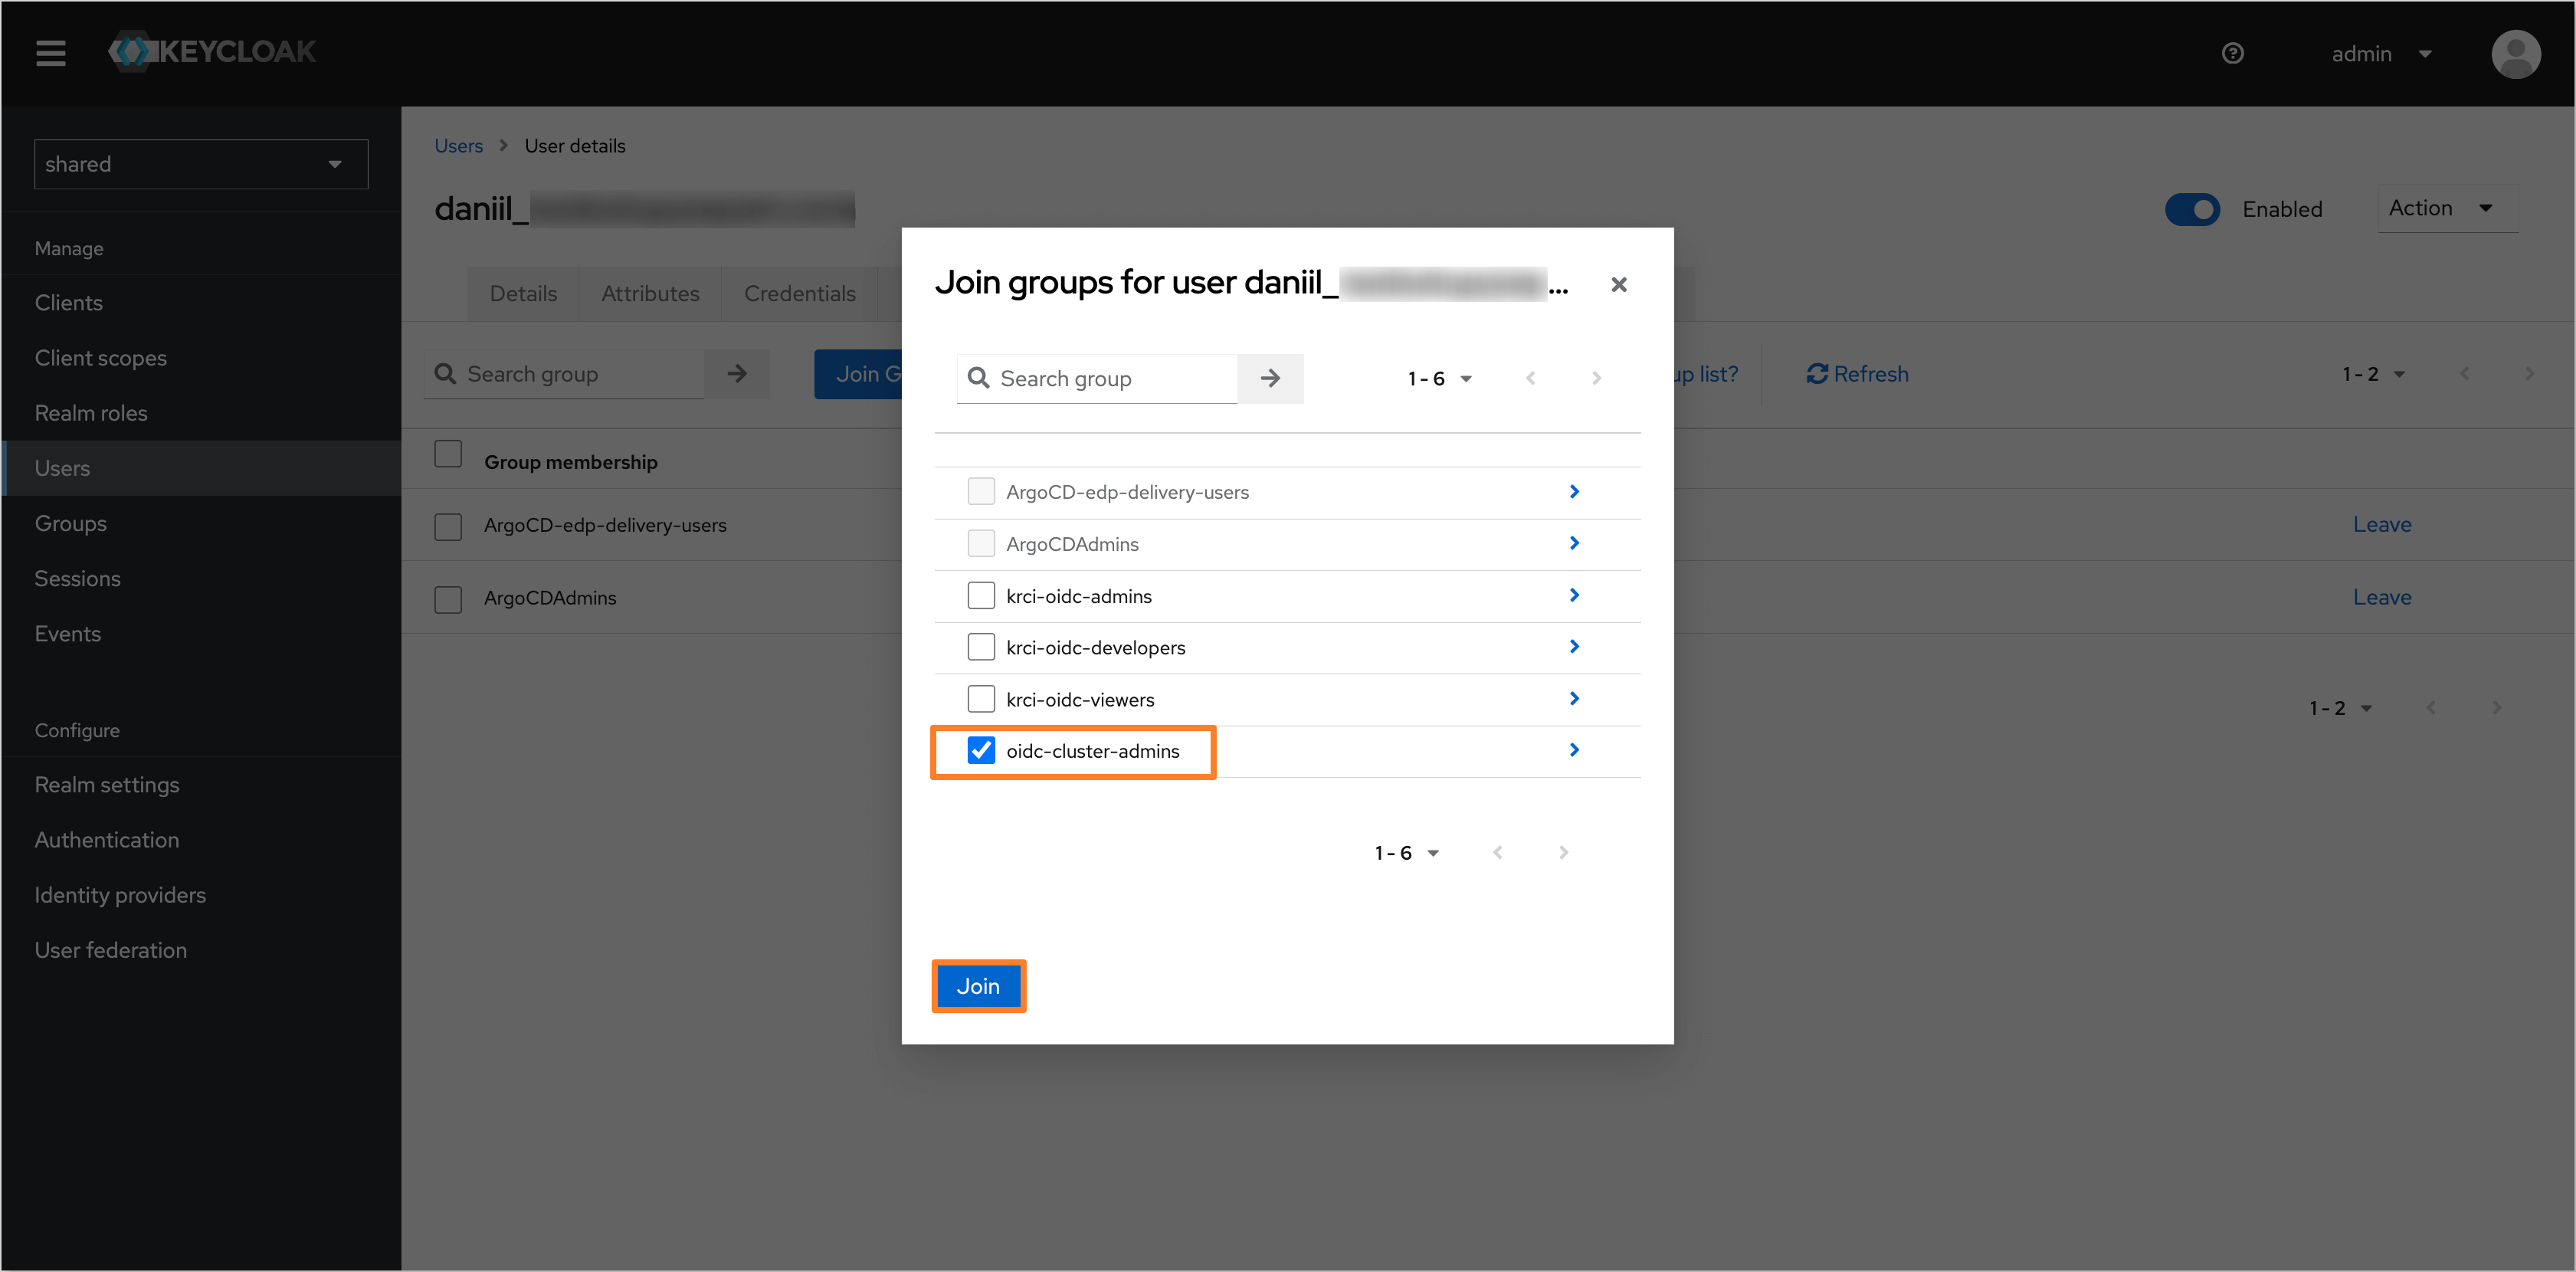 KEYCLOAK
admin
shared
Manage
Clients
Client scopes
Realm roles
Users
Groups
Sessions
Events
Configure
Realm settings
Authentication
Identity providers
User federation
Users > User details
daniil_
Enabled
Action
Details Attributes Credentials
Search group
Join G
up list?
Refresh
1 - 2
Group membership
ArgoCD-edp-delivery-users
Leave
ArgoCDAdmins
Leave
1 - 2
Join groups for user daniil_ ...
Search group
1 - 6
ArgoCD-edp-delivery-users
ArgoCDAdmins
krci-oidc-admins
krci-oidc-developers
krci-oidc-viewers
oidc-cluster-admins
1 - 6
Join